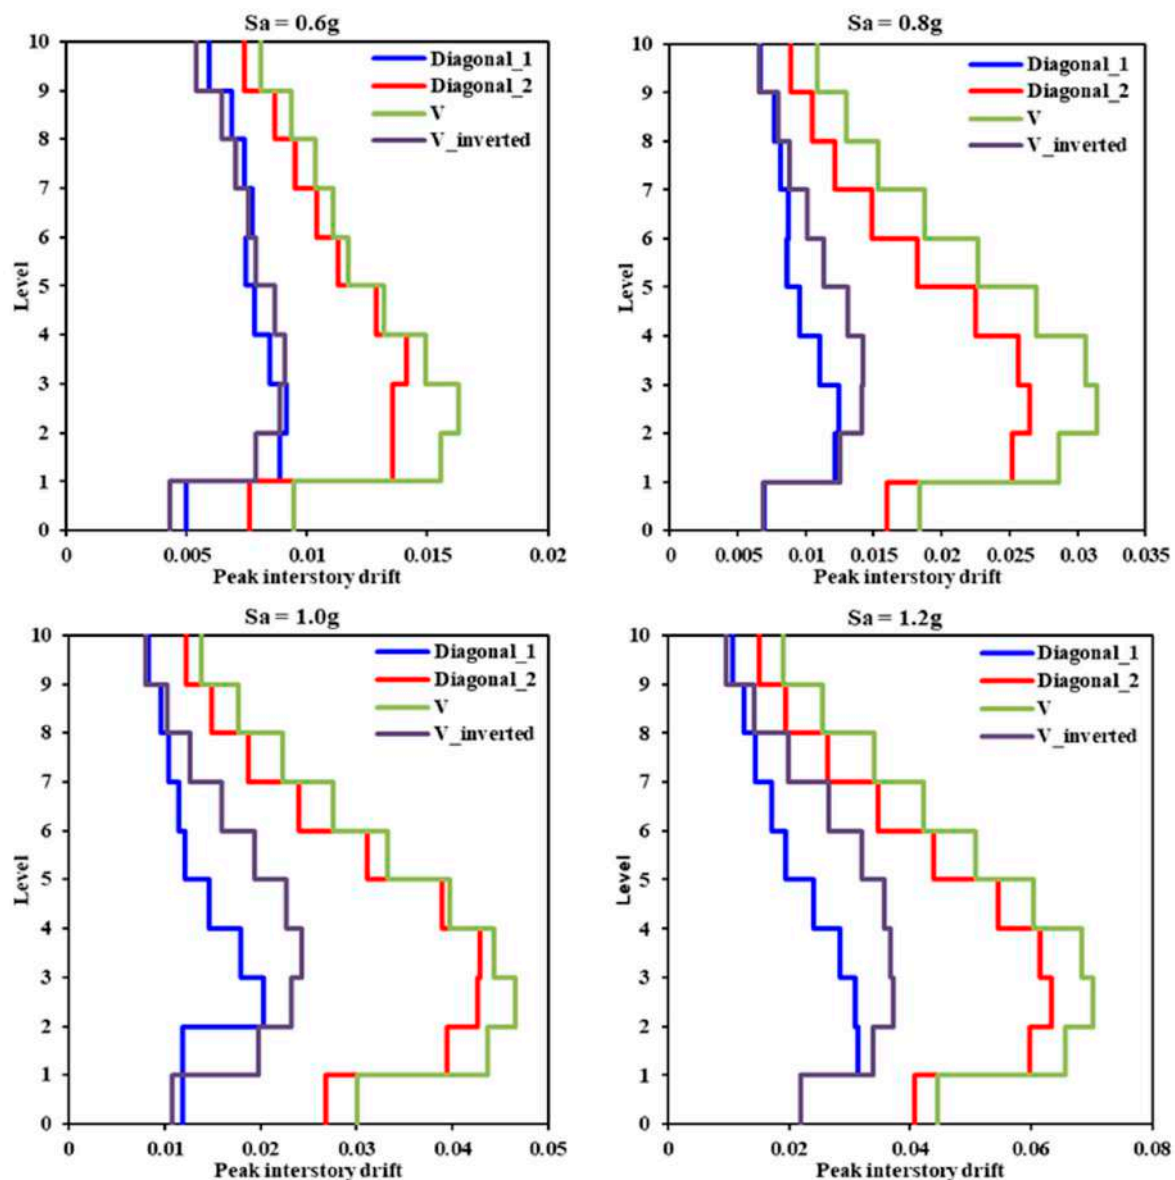 Sa = 0.6g
10
9
8
7
6
5
4
3
2
1
0
Level
Diagonal_1
Diagonal_2
V
V_inverted
0 0.005 0.01 0.015 0.02
Peak interstory drift
Sa = 0.8g
10
9
8
7
6
5
4
3
2
1
0
Level
Diagonal_1
Diagonal_2
V
V_inverted
0 0.005 0.01 0.015 0.02 0.025 0.03 0.035
Peak interstory drift
Sa = 1.0g
10
9
8
7
6
5
4
3
2
1
0
Level
Diagonal_1
Diagonal_2
V
V_inverted
0 0.01 0.02 0.03 0.04 0.05
Peak interstory drift
Sa = 1.2g
10
9
8
7
6
5
4
3
2
1
0
Level
Diagonal_1
Diagonal_2
V
V_inverted
0 0.02 0.04 0.06 0.08
Peak interstory drift